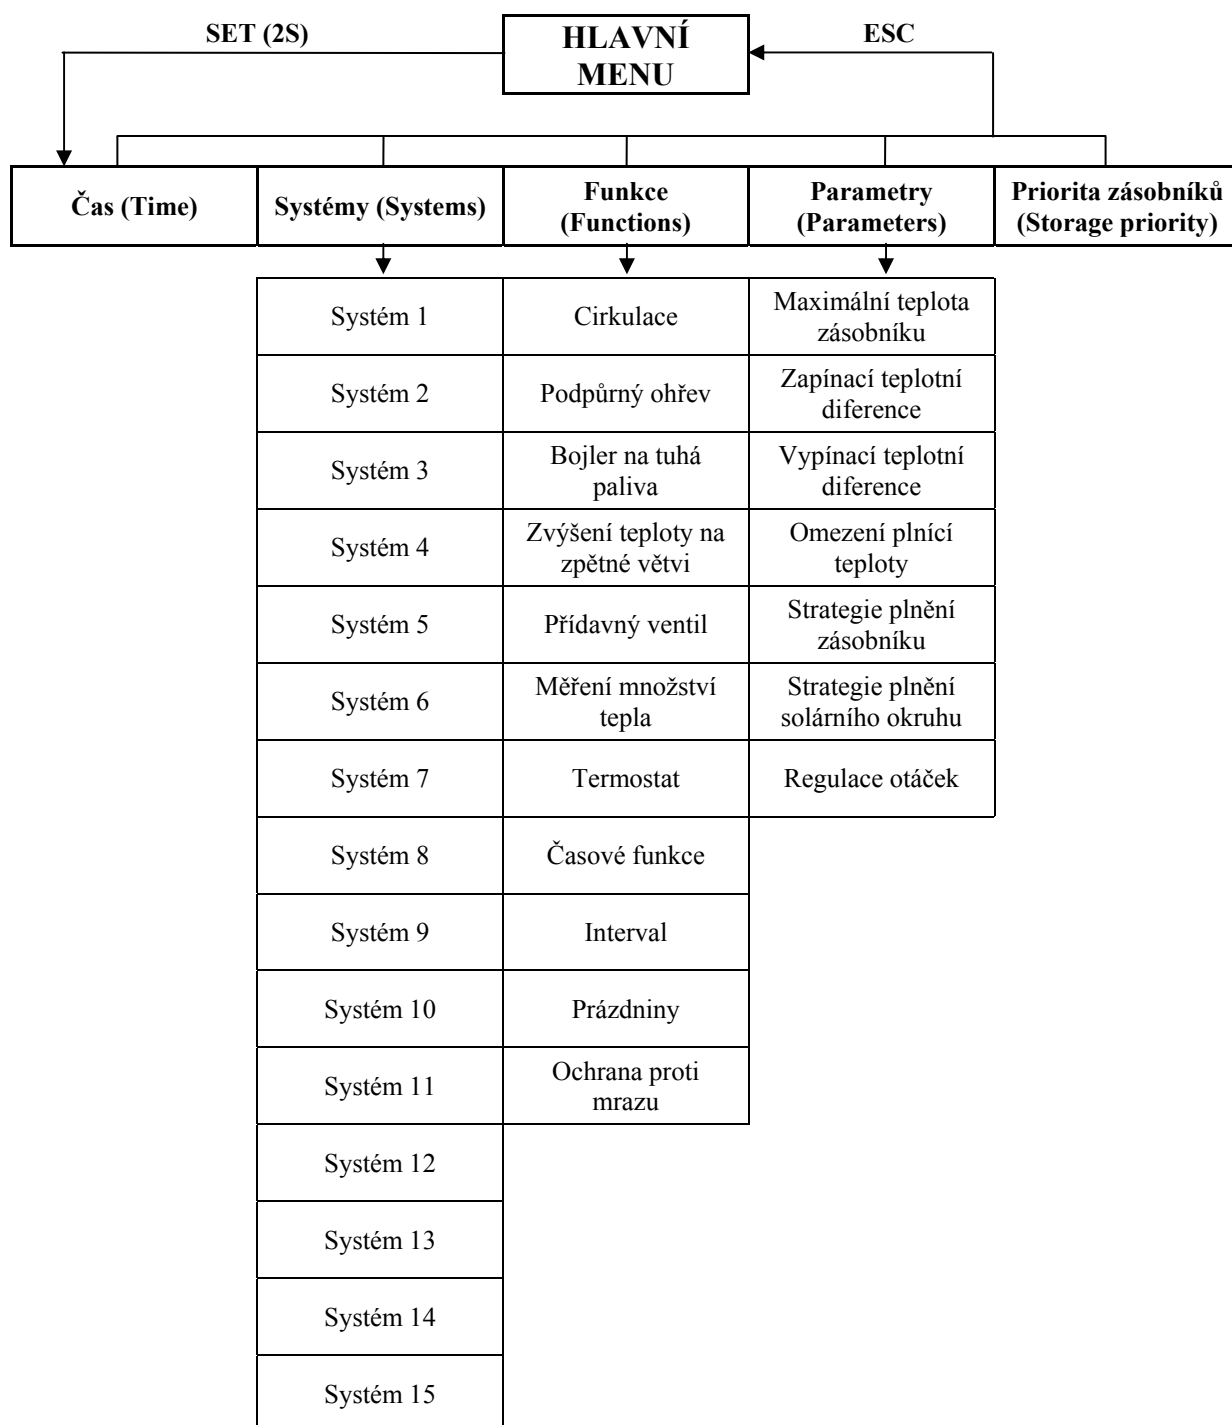 SET (2S)
HLAVNÍ
MENU
ESC
Čas (Time)
Systémy (Systems)
Funkce
(Functions)
Parametry
(Parameters)
Priorita zásobníků
(Storage priority)
Systém 1
Cirkulace
Maximální teplota
zásobníku
Systém 2
Podpůrný ohřev
Zapínací teplotní
diference
Systém 3
Bojler na tuhá
paliva
Vypínací teplotní
diference
Systém 4
Zvýšení teploty na
zpětné větvi
Omezení plnící
teploty
Systém 5
Přídavný ventil
Strategie plnění
zásobníku
Systém 6
Měření množství
tepla
Strategie plnění
solárního okruhu
Systém 7
Termostat
Regulace otáček
Systém 8
Časové funkce
Systém 9
Interval
Systém 10
Prázdniny
Systém 11
Ochrana proti
mrazu
Systém 12
Systém 13
Systém 14
Systém 15